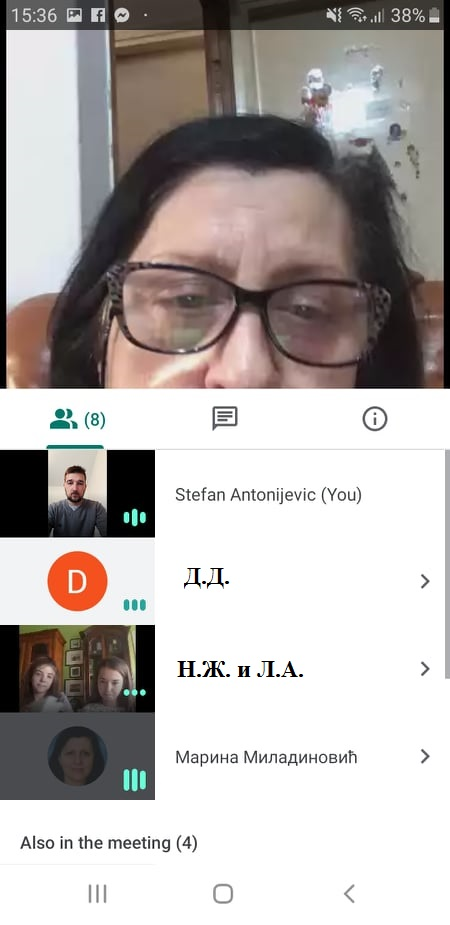 15:36 38%
(8)
Stefan Antonijevic (You)
D Д.Д.
Н.Ж. и Л.А.
Марина Миладиновић
Also in the meeting (4)